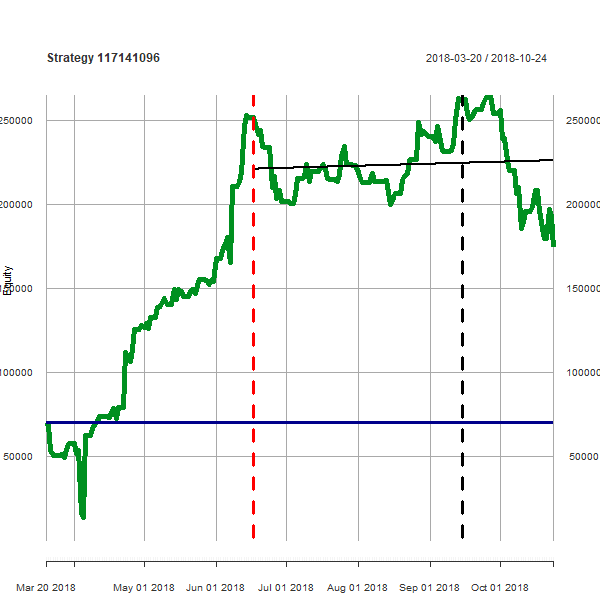 Strategy 117141096
2018-03-20 / 2018-10-24
250000 250000
200000 200000
Equity
150000 150000
100000 100000
50000 50000
Mar 20 2018 May 01 2018 Jun 01 2018 Jul 01 2018 Aug 01 2018 Sep 01 2018 Oct 01 2018